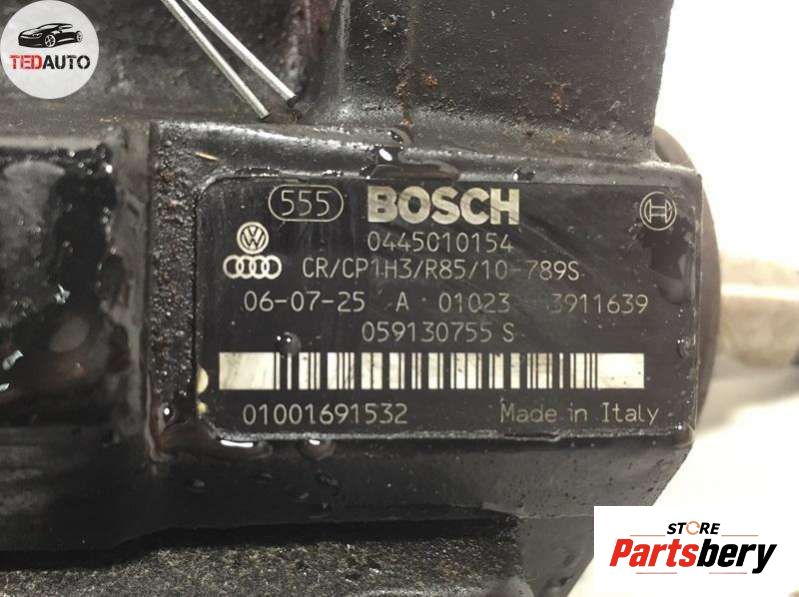 TEDAUTO
555 BOSCH
0445010154
CR/CP1H3/R85/10-789S
06-07-25 A 01023 3911639
059130755 S
01001691532 Made in Italy
STORE
Partsbery